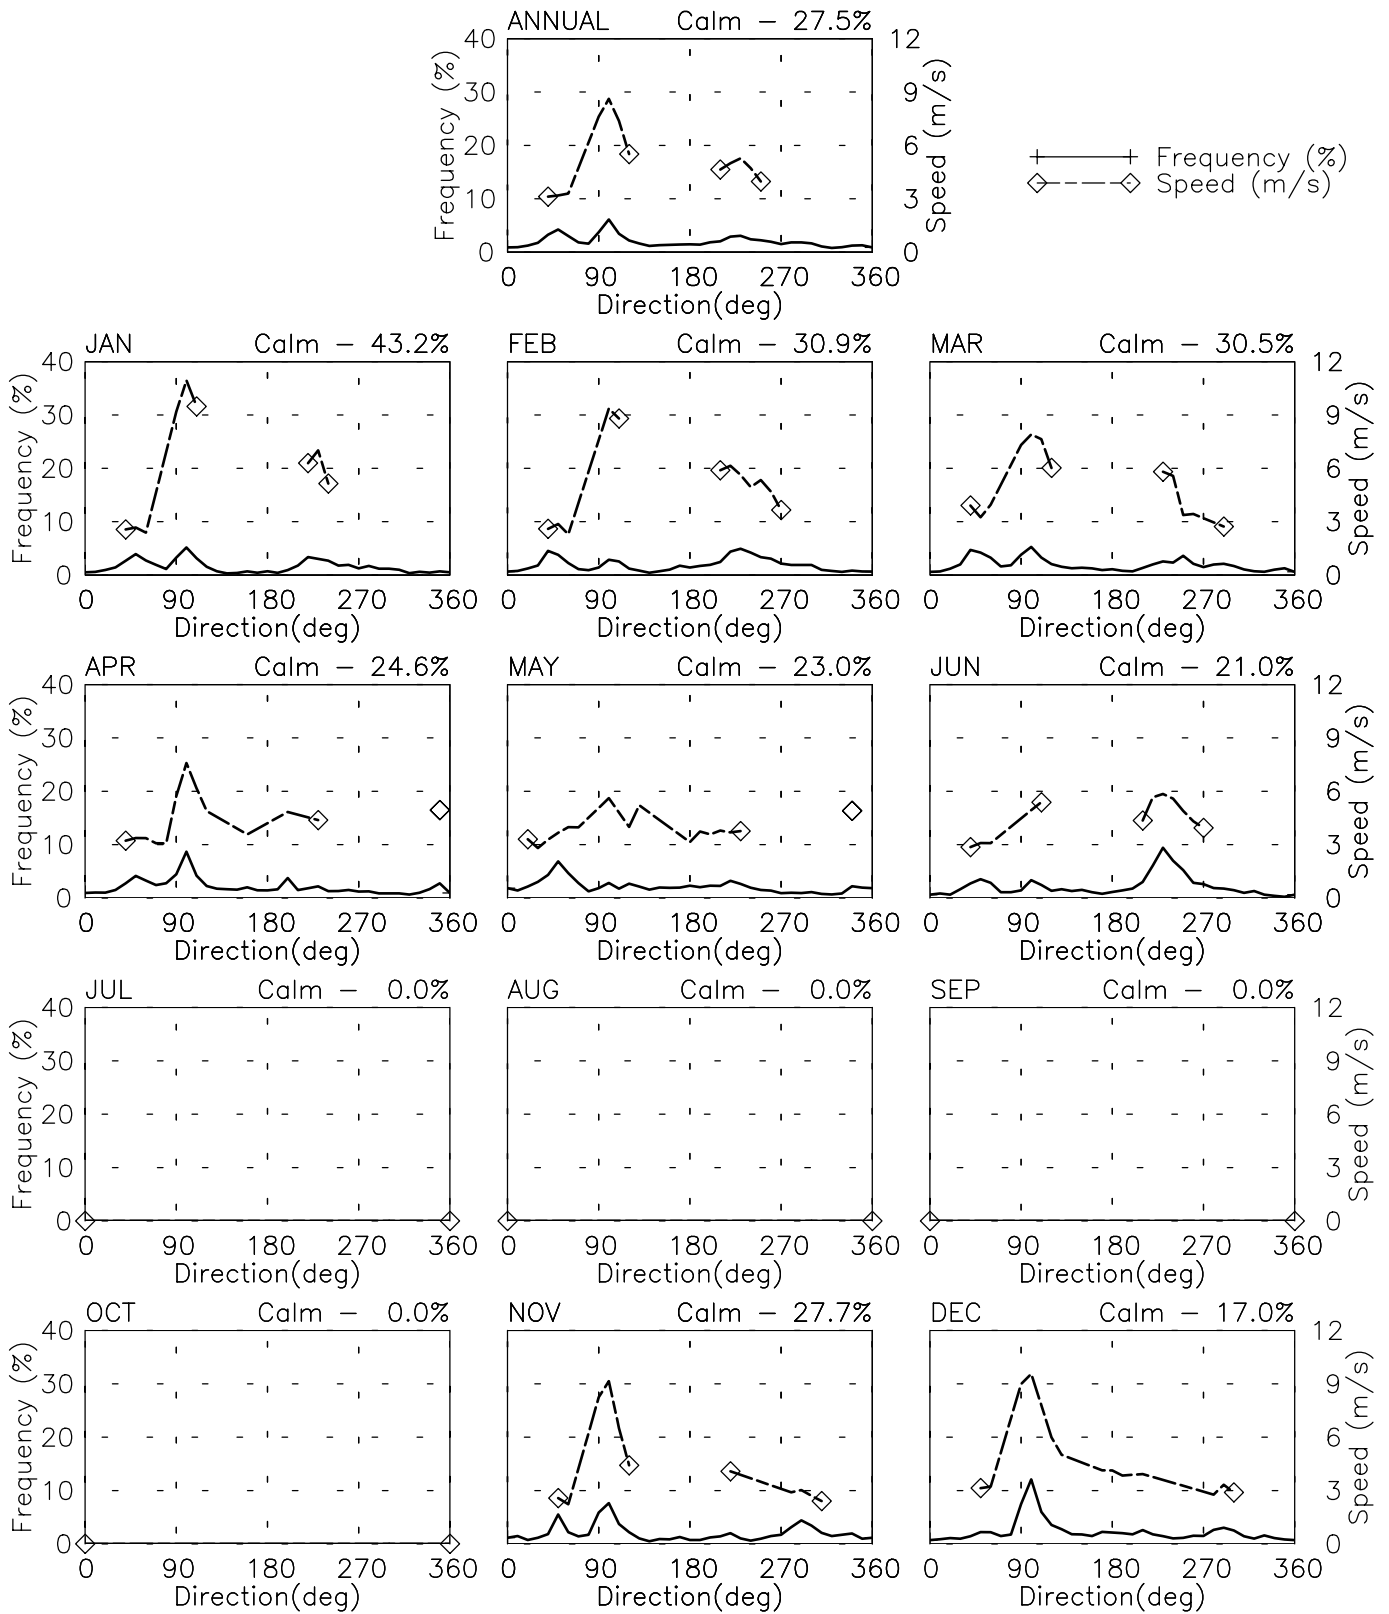 ANNUAL Calm - 27.5%
40 30 20 10 0
Frequency (%)
12 9 6 3 0
Speed (m/s)
0 90 180 270 360
Direction(deg)
Frequency (%)
Speed (m/s)
JAN Calm - 43.2%
40 30 20 10 0
Frequency (%)
0 90 180 270 360
Direction(deg)
FEB Calm - 30.9%
0 90 180 270 360
Direction(deg)
MAR Calm - 30.5%
12 9 6 3 0
Speed (m/s)
0 90 180 270 360
Direction(deg)
APR Calm - 24.6%
40 30 20 10 0
Frequency (%)
0 90 180 270 360
Direction(deg)
MAY Calm - 23.0%
0 90 180 270 360
Direction(deg)
JUN Calm - 21.0%
12 9 6 3 0
Speed (m/s)
0 90 180 270 360
Direction(deg)
JUL Calm - 0.0%
40 30 20 10 0
Frequency (%)
0 90 180 270 360
Direction(deg)
AUG Calm - 0.0%
0 90 180 270 360
Direction(deg)
SEP Calm - 0.0%
12 9 6 3 0
Speed (m/s)
0 90 180 270 360
Direction(deg)
OCT Calm - 0.0%
40 30 20 10 0
Frequency (%)
0 90 180 270 360
Direction(deg)
NOV Calm - 27.7%
0 90 180 270 360
Direction(deg)
DEC Calm - 17.0%
12 9 6 3 0
Speed (m/s)
0 90 180 270 360
Direction(deg)